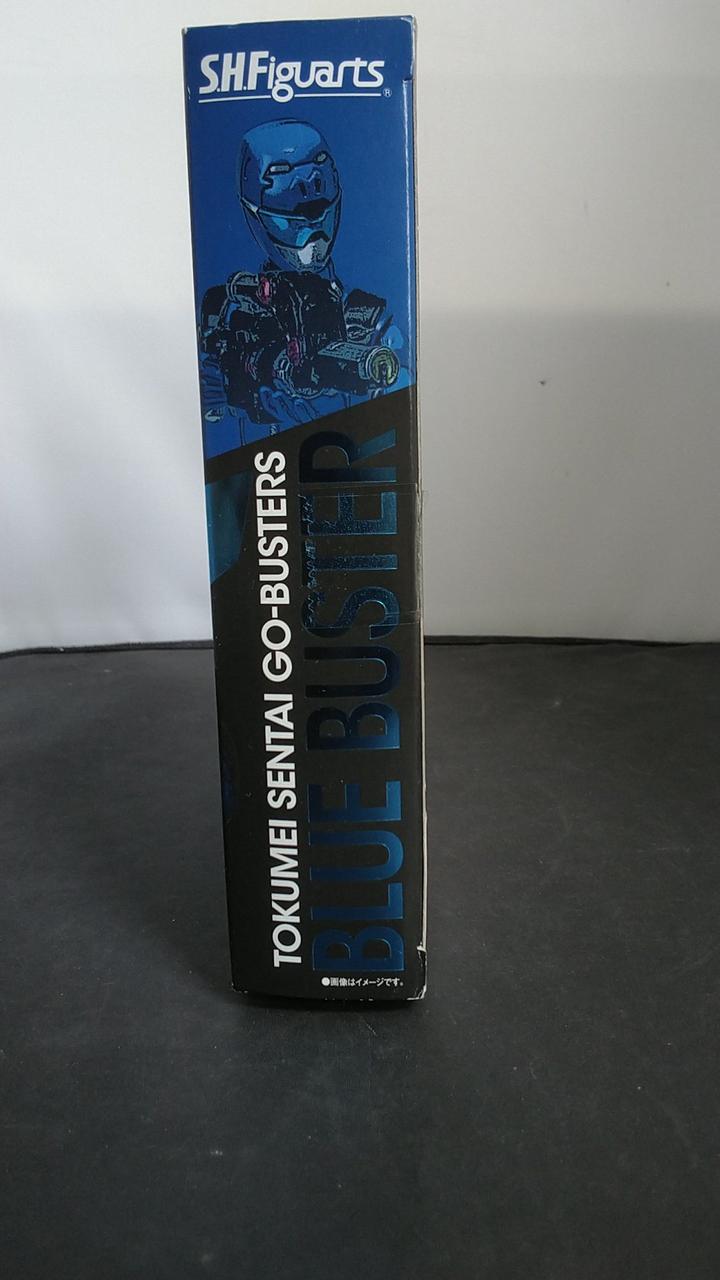 S.H.Figuarts®
TOKUMEI SENTAI GO-BUSTERS
BLUE BUSTER
●画像はイメージです。